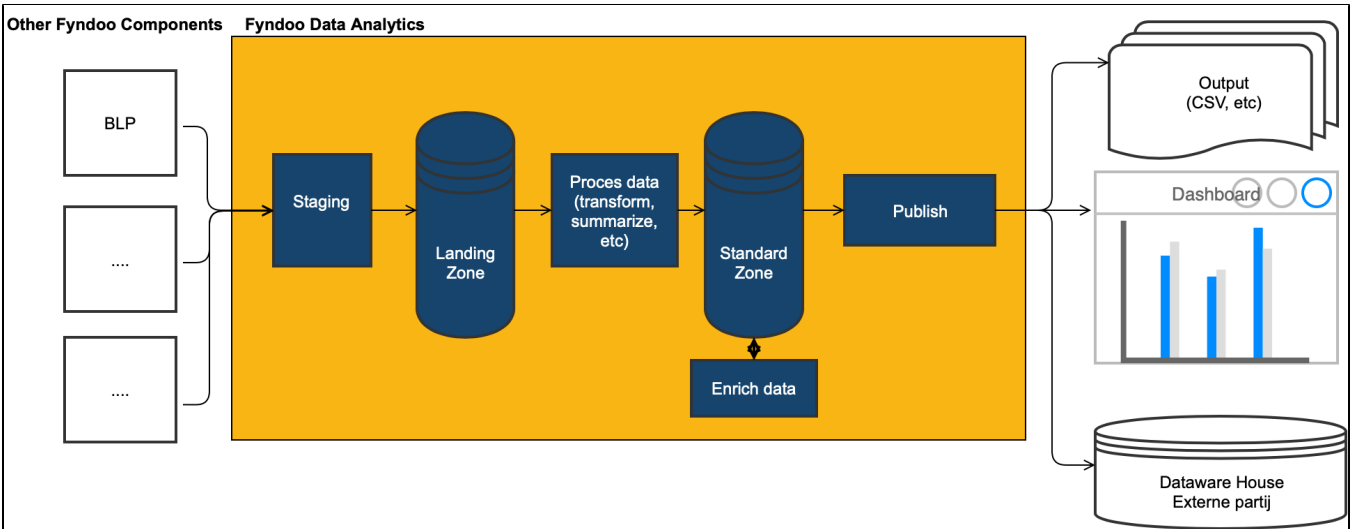 Other Fyndoo Components
Fyndoo Data Analytics
BLP
....
....
Staging
Landing
Zone
Proces data
(transform,
summarize,
etc)
Standard
Zone
Enrich data
Publish
Output
(CSV, etc)
Dashboard
Dataware House
Externe partij